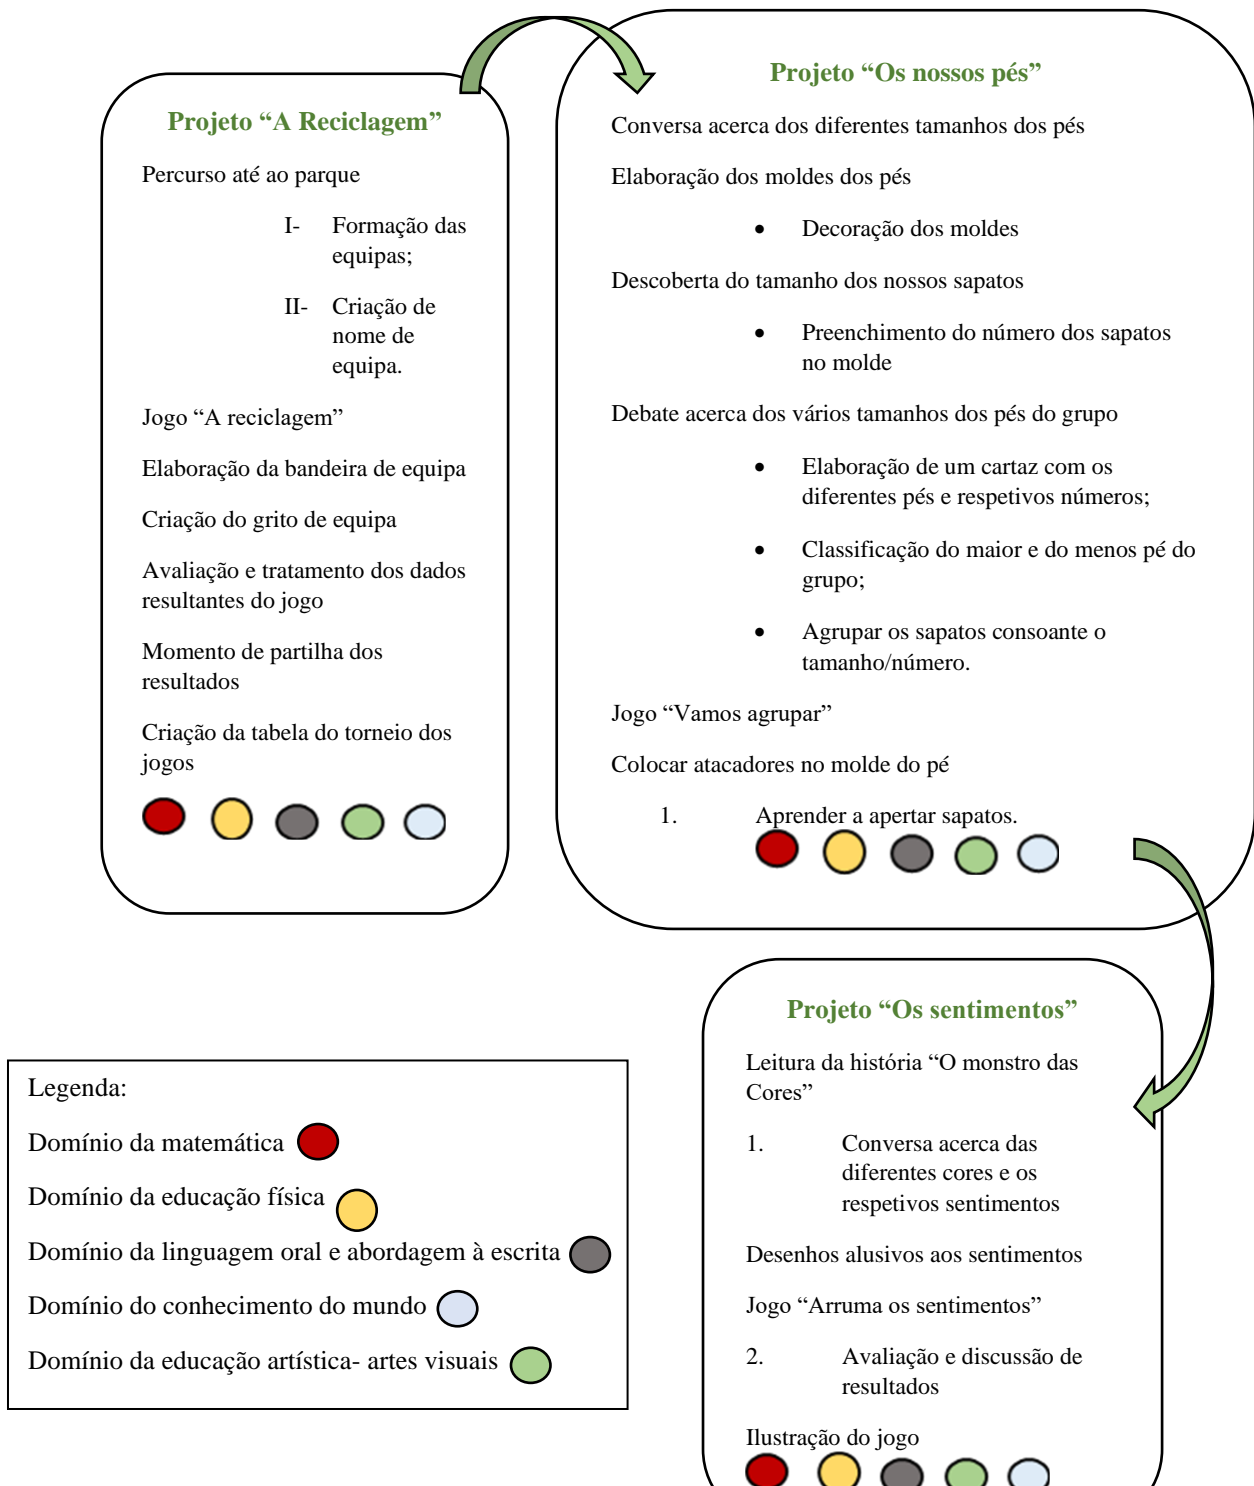 Projeto “A Reciclagem”
Percurso até ao parque
I- Formação das
equipas;
II- Criação de
nome de
equipa.
Jogo “A reciclagem”
Elaboração da bandeira de equipa
Criação do grito de equipa
Avaliação e tratamento dos dados
resultantes do jogo
Momento de partilha dos
resultados
Criação da tabela do torneio dos
jogos
Projeto “Os nossos pés”
Conversa acerca dos diferentes tamanhos dos pés
Elaboração dos moldes dos pés
• Decoração dos moldes
Descoberta do tamanho dos nossos sapatos
• Preenchimento do número dos sapatos
no molde
Debate acerca dos vários tamanhos dos pés do grupo
• Elaboração de um cartaz com os
diferentes pés e respetivos números;
• Classificação do maior e do menos pé do
grupo;
• Agrupar os sapatos consoante o
tamanho/número.
Jogo “Vamos agrupar”
Colocar atacadores no molde do pé
1. Aprender a apertar sapatos.
Projeto “Os sentimentos”
Leitura da história “O monstro das
Cores”
1. Conversa acerca das
diferentes cores e os
respetivos sentimentos
Desenhos alusivos aos sentimentos
Jogo “Arruma os sentimentos”
2. Avaliação e discussão de
resultados
Ilustração do jogo
Legenda:
Domínio da matemática
Domínio da educação física
Domínio da linguagem oral e abordagem à escrita
Domínio do conhecimento do mundo
Domínio da educação artística- artes visuais